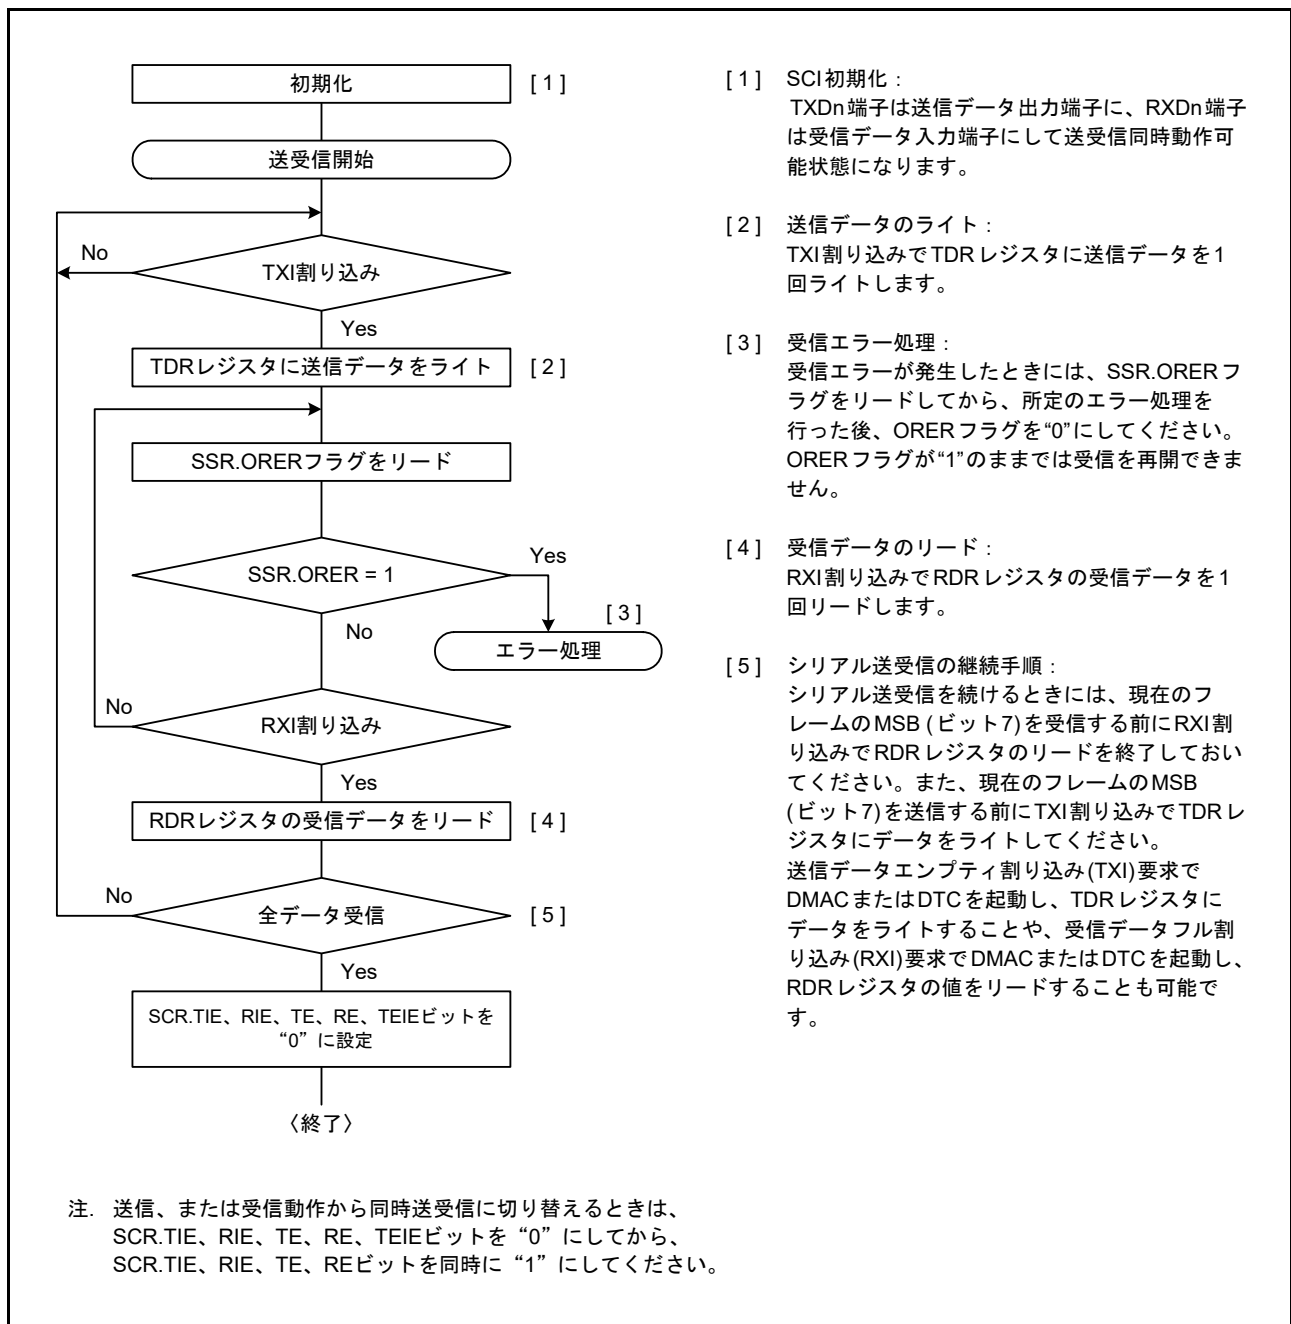 初期化 [ 1 ]
送受信開始
No
TXI割り込み
Yes
TDRレジスタに送信データをライト [ 2 ]
SSR.ORERフラグをリード
SSR.ORER = 1
Yes
No
[ 3 ]
エラー処理
No
RXI割り込み
Yes
RDRレジスタの受信データをリード [ 4 ]
No
全データ受信 [ 5 ]
Yes
SCR.TIE、RIE、TE、RE、TEIEビットを
“0”に設定
〈終了〉
[ 1 ] SCI初期化：
TXDn端子は送信データ出力端子に、RXDn端子
は受信データ入力端子にして送受信同時動作可
能状態になります。
[ 2 ] 送信データのライト：
TXI割り込みでTDRレジスタに送信データを1
回ライトします。
[ 3 ] 受信エラー処理：
受信エラーが発生したときには、SSR.ORERフ
ラグをリードしてから、所定のエラー処理を
行った後、ORERフラグを“0”にしてください。
ORERフラグが“1”のままでは受信を再開できま
せん。
[ 4 ] 受信データのリード：
RXI割り込みでRDRレジスタの受信データを1
回リードします。
[ 5 ] シリアル送受信の継続手順：
シリアル送受信を続けるときには、現在のフ
レームのMSB (ビット7)を受信する前にRXI割
り込みでRDRレジスタのリードを終了しておい
てください。また、現在のフレームのMSB
(ビット7)を送信する前にTXI割り込みでTDRレ
ジスタにデータをライトしてください。
送信データエンプティ割り込み(TXI)要求で
DMACまたはDTCを起動し、TDRレジスタに
データをライトすることや、受信データフル割
り込み(RXI)要求でDMACまたはDTCを起動し、
RDRレジスタの値をリードすることも可能で
す。
注. 送信、または受信動作から同時送受信に切り替えるときは、
SCR.TIE、RIE、TE、RE、TEIEビットを“0”にしてから、
SCR.TIE、RIE、TE、REビットを同時に“1”にしてください。